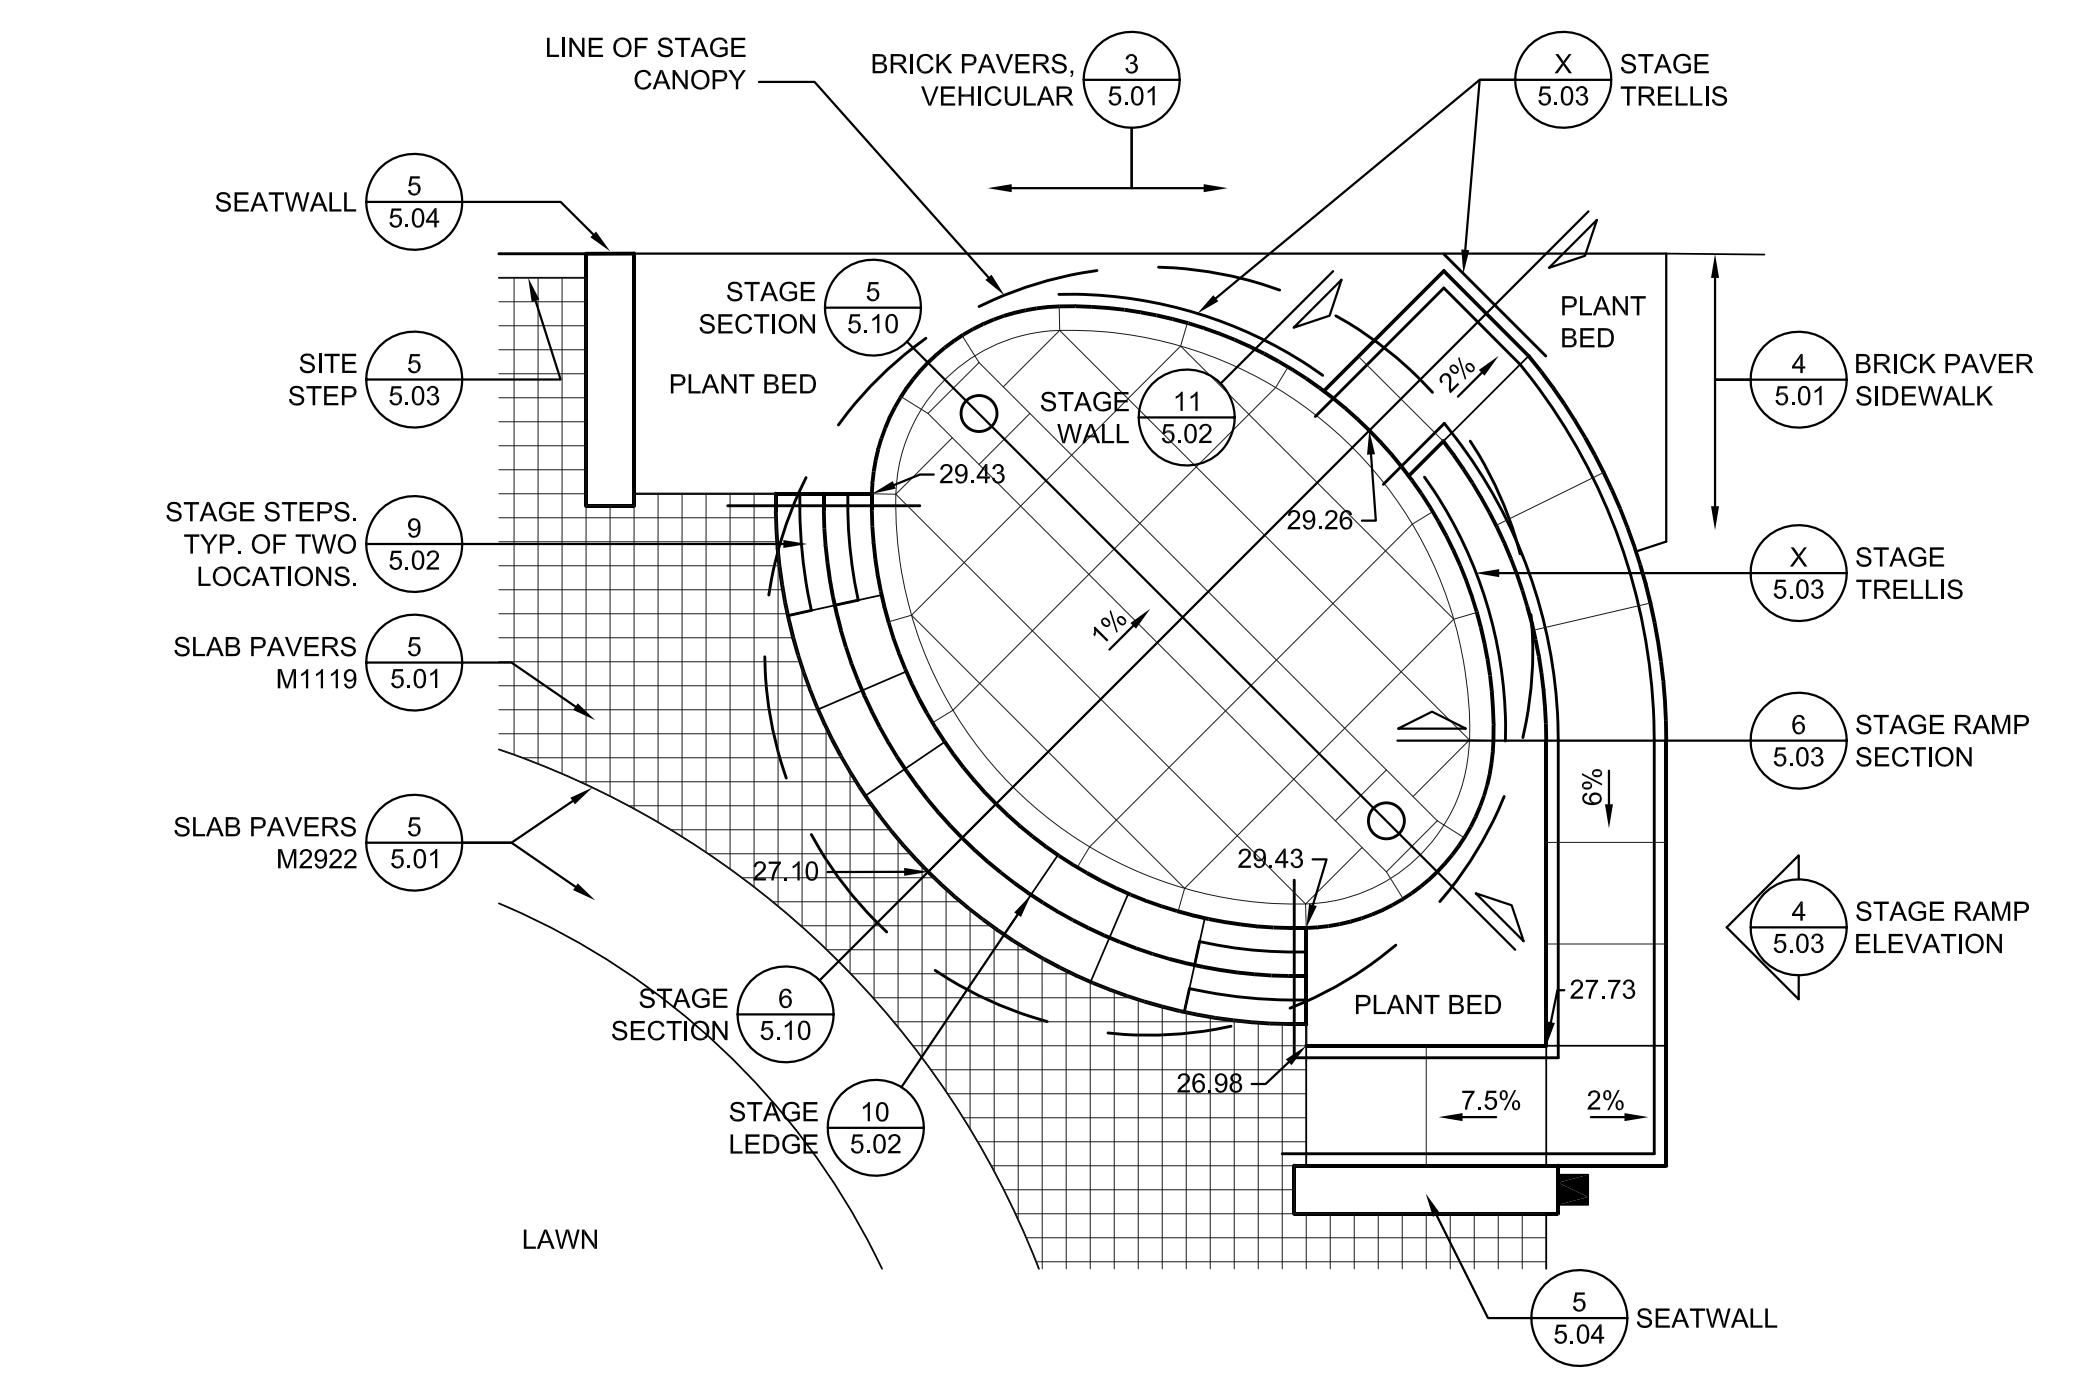 LINE OF STAGE
CANOPY
BRICK PAVERS,
VEHICULAR
3
5.01
X
5.03
STAGE
TRELLIS
SEATWALL
5
5.04
STAGE
SECTION
5
5.10
PLANT
BED
SITE
STEP
5
5.03
PLANT BED
STAGE
WALL
11
5.02
2%
4
5.01
BRICK PAVER
SIDEWALK
29.43
29.26
STAGE STEPS.
TYP. OF TWO
LOCATIONS.
9
5.02
X
5.03
STAGE
TRELLIS
1%
SLAB PAVERS
M1119
5
5.01
6
5.03
STAGE RAMP
SECTION
6%
SLAB PAVERS
M2922
5
5.01
27.10
29.43
4
5.03
STAGE RAMP
ELEVATION
STAGE
SECTION
6
5.10
PLANT BED
27.73
26.98
7.5%
2%
STAGE
LEDGE
10
5.02
LAWN
5
5.04
SEATWALL